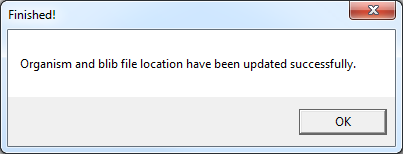 Finished!
Organism and blib file location have been updated successfully.
OK